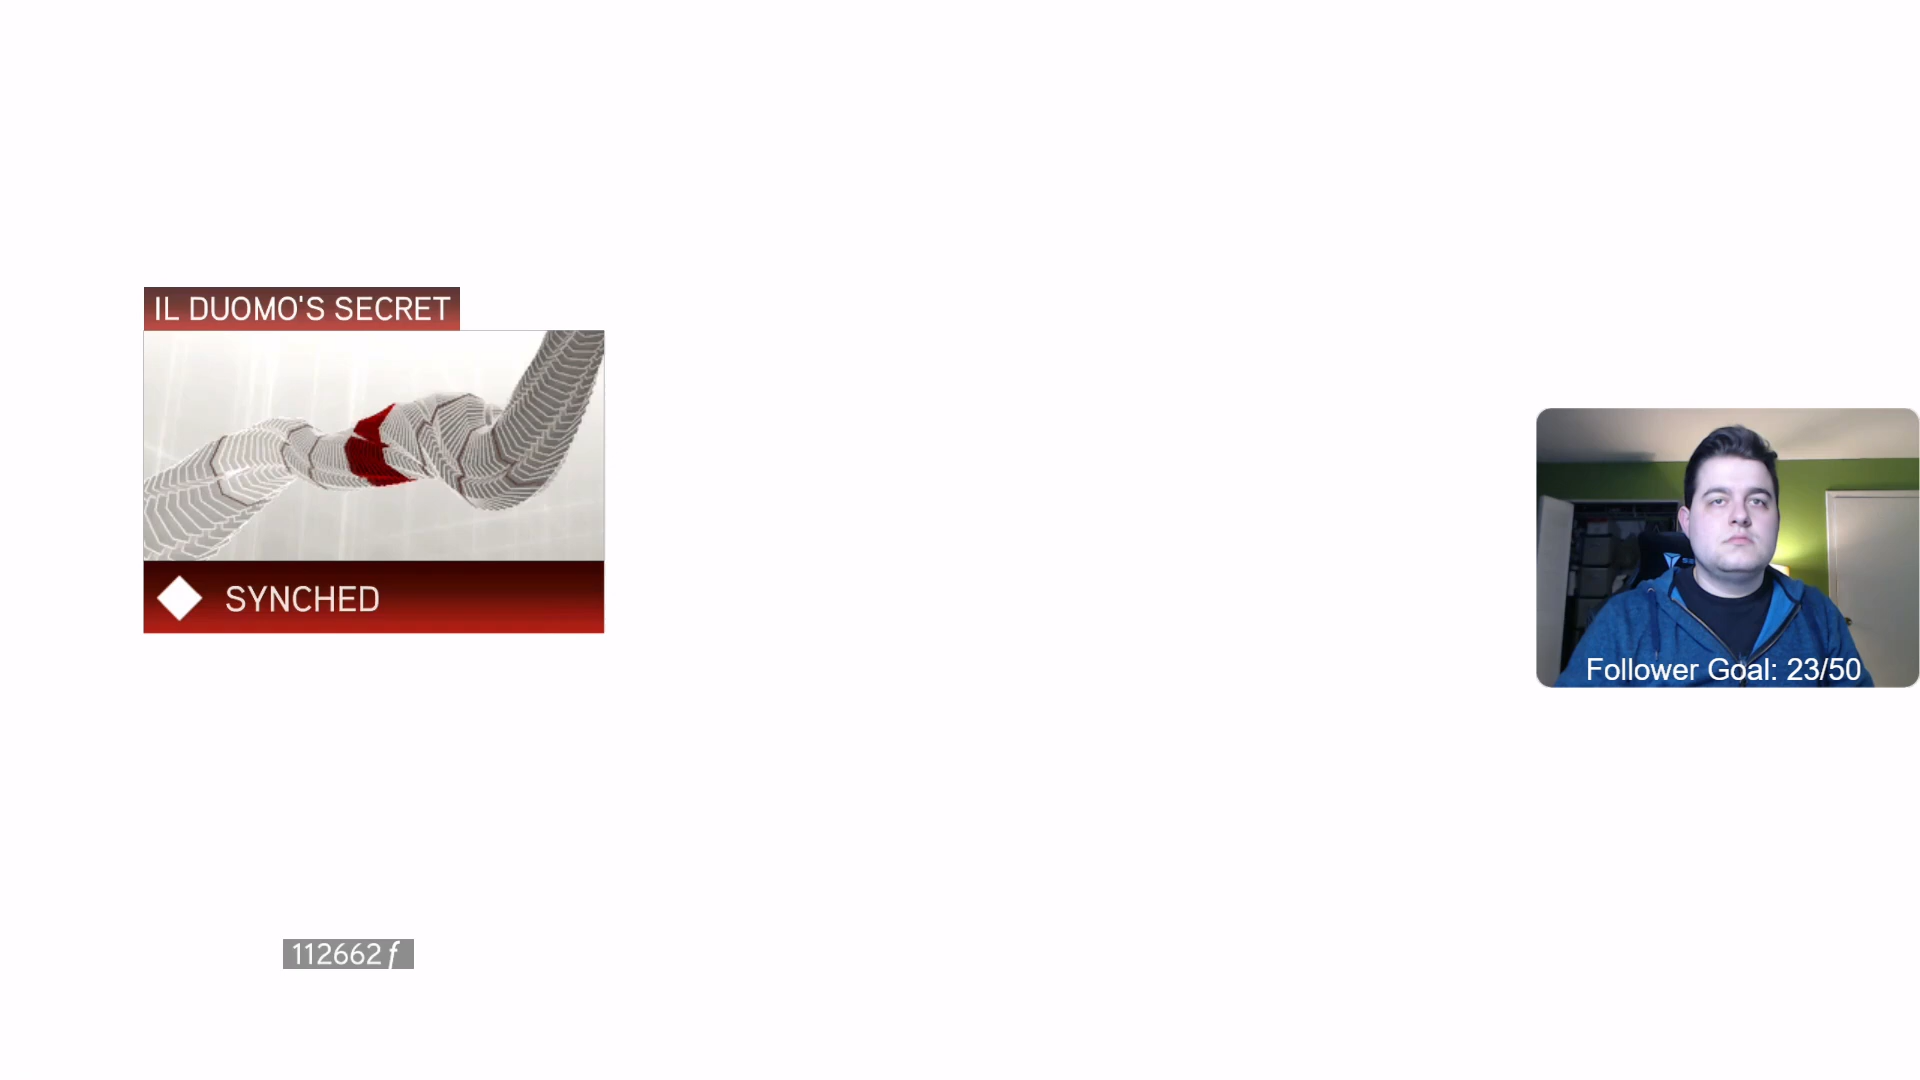 IL DUOMO'S SECRET
SYNCHED
Follower Goal: 23/50
112662 ƒ